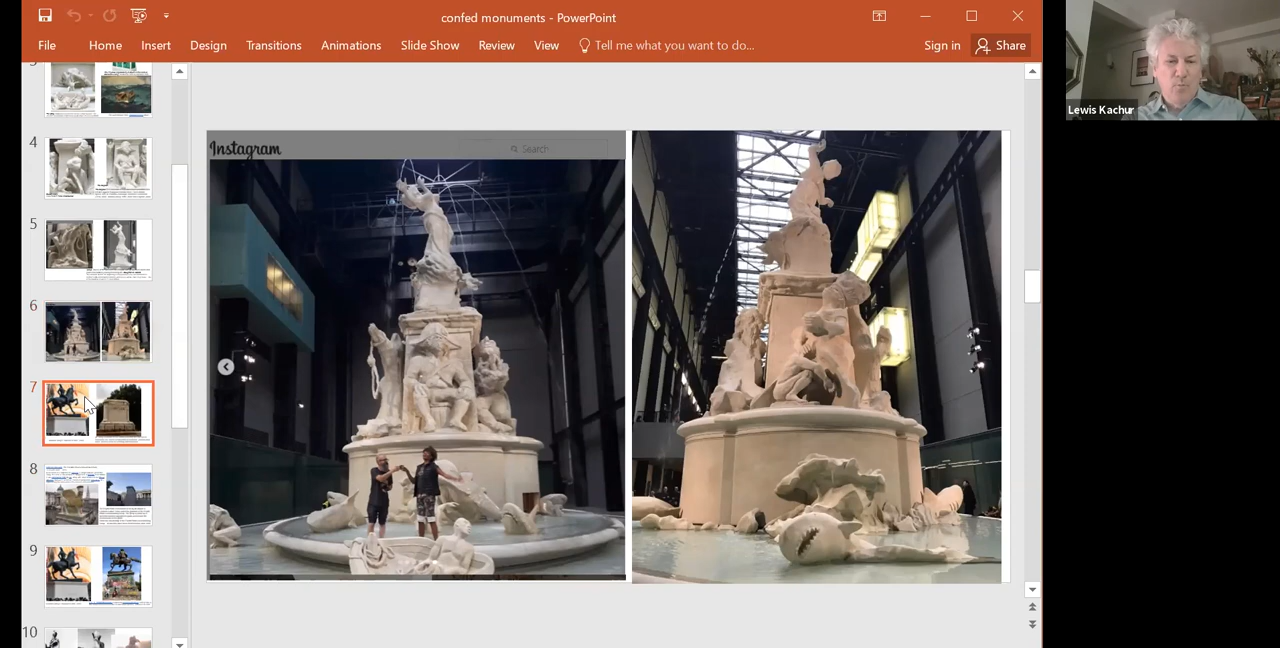 confed monuments - PowerPoint
File Home Insert Design Transitions Animations Slide Show Review View Tell me what you want to do... Sign in Share
Lewis Kachur
Instagram Search
4
5
6
7
8
9
10